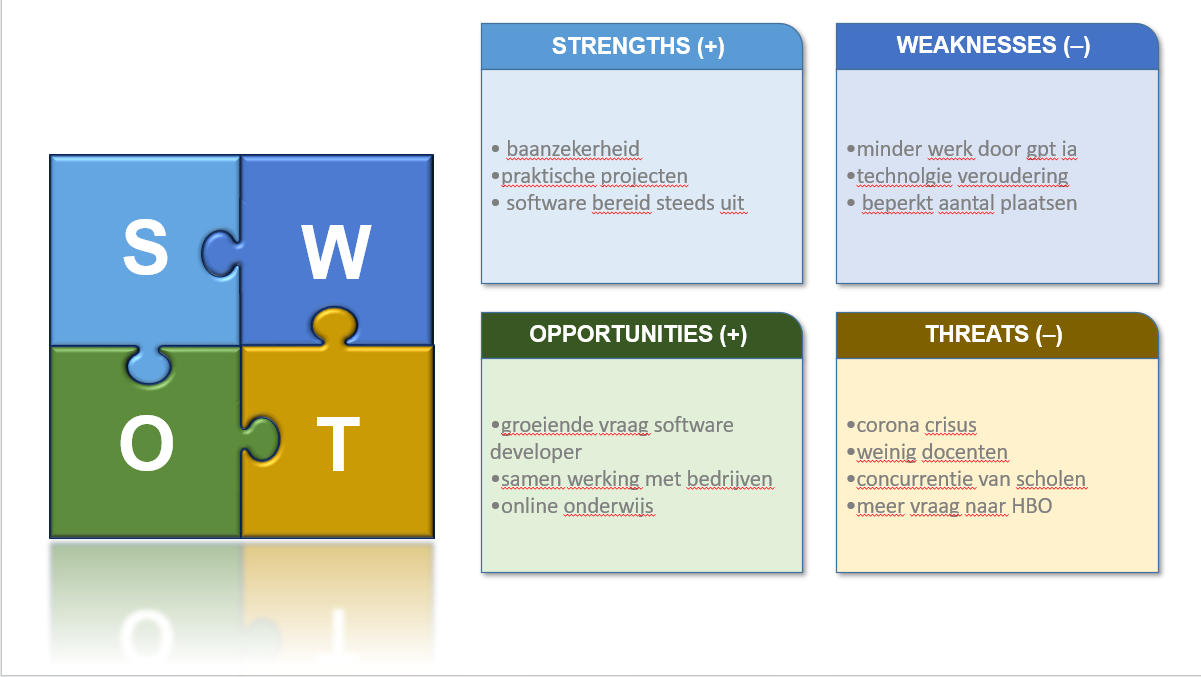 S
W
O
T
STRENGTHS (+)
• baanzekerheid
•praktische projecten
• software bereid steeds uit
WEAKNESSES (–)
•minder werk door gpt ia
•technolgie veroudering
• beperkt aantal plaatsen
OPPORTUNITIES (+)
•groeiende vraag software
developer
•samen werking met bedrijven
•online onderwijs
THREATS (–)
•corona crisus
•weinig docenten
•concurrentie van scholen
•meer vraag naar HBO